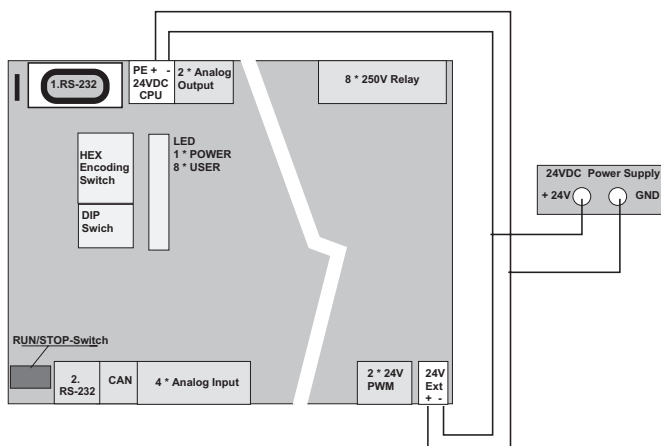 1.RS-232
PE + -
24VDC
CPU
2 * Analog
Output
8 * 250V Relay
HEX
Encoding
Switch
DIP
Swich
LED
1 * POWER
8 * USER
24VDC Power Supply
+ 24V
GND
RUN/STOP-Switch
2.
RS-232
CAN
4 * Analog Input
2 * 24V
PWM
24V
Ext
+ -